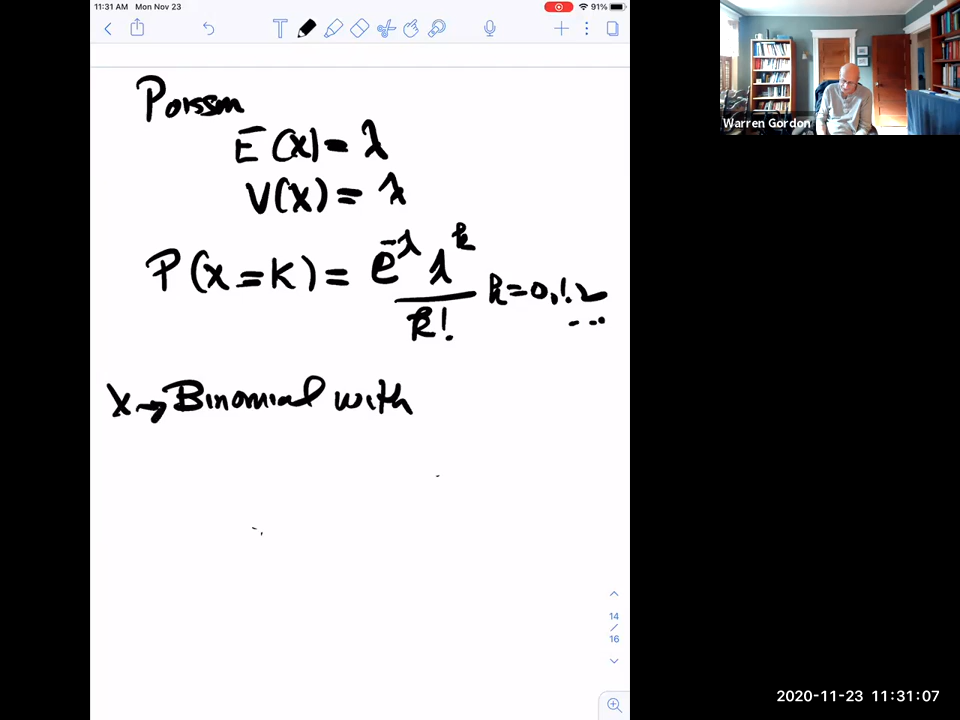 11:31 AM Mon Nov 23
91%
Poisson
E(X) = λ
V(X) = λ
P(X=K) = e^-λ λ^k / k! k=0,1,2
...
X → Binomial with
14
/
16
Warren Gordon
2020-11-23 11:31:07